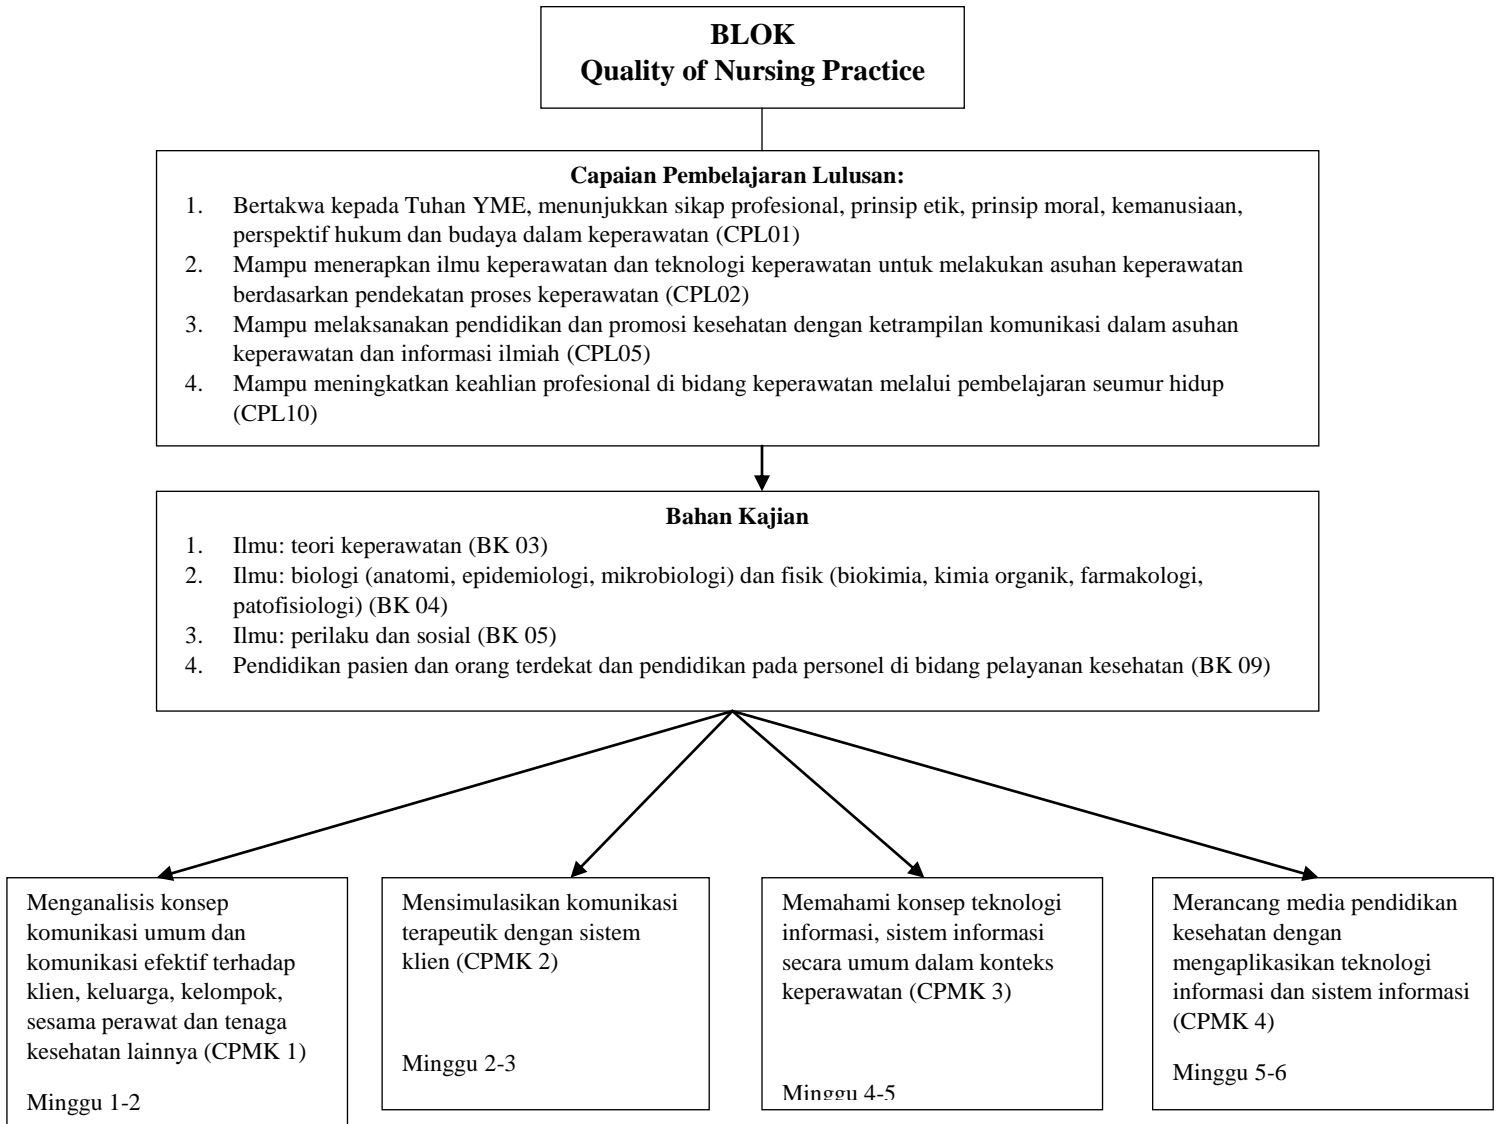 BLOK
Quality of Nursing Practice
Capaian Pembelajaran Lulusan:
1. Bertakwa kepada Tuhan YME, menunjukkan sikap profesional, prinsip etik, prinsip moral, kemanusiaan,
perspektif hukum dan budaya dalam keperawatan (CPL01)
2. Mampu menerapkan ilmu keperawatan dan teknologi keperawatan untuk melakukan asuhan keperawatan
berdasarkan pendekatan proses keperawatan (CPL02)
3. Mampu melaksanakan pendidikan dan promosi kesehatan dengan ketrampilan komunikasi dalam asuhan
keperawatan dan informasi ilmiah (CPL05)
4. Mampu meningkatkan keahlian profesional di bidang keperawatan melalui pembelajaran seumur hidup
(CPL10)
Bahan Kajian
1. Ilmu: teori keperawatan (BK 03)
2. Ilmu: biologi (anatomi, epidemiologi, mikrobiologi) dan fisik (biokimia, kimia organik, farmakologi,
patofisiologi) (BK 04)
3. Ilmu: perilaku dan sosial (BK 05)
4. Pendidikan pasien dan orang terdekat dan pendidikan pada personel di bidang pelayanan kesehatan (BK 09)
Menganalisis konsep
komunikasi umum dan
komunikasi efektif terhadap
klien, keluarga, kelompok,
sesama perawat dan tenaga
kesehatan lainnya (CPMK 1)
Minggu 1-2
Mensimulasikan komunikasi
terapeutik dengan sistem
klien (CPMK 2)
Minggu 2-3
Memahami konsep teknologi
informasi, sistem informasi
secara umum dalam konteks
keperawatan (CPMK 3)
Minggu 4-5
Merancang media pendidikan
kesehatan dengan
mengaplikasikan teknologi
informasi dan sistem informasi
(CPMK 4)
Minggu 5-6